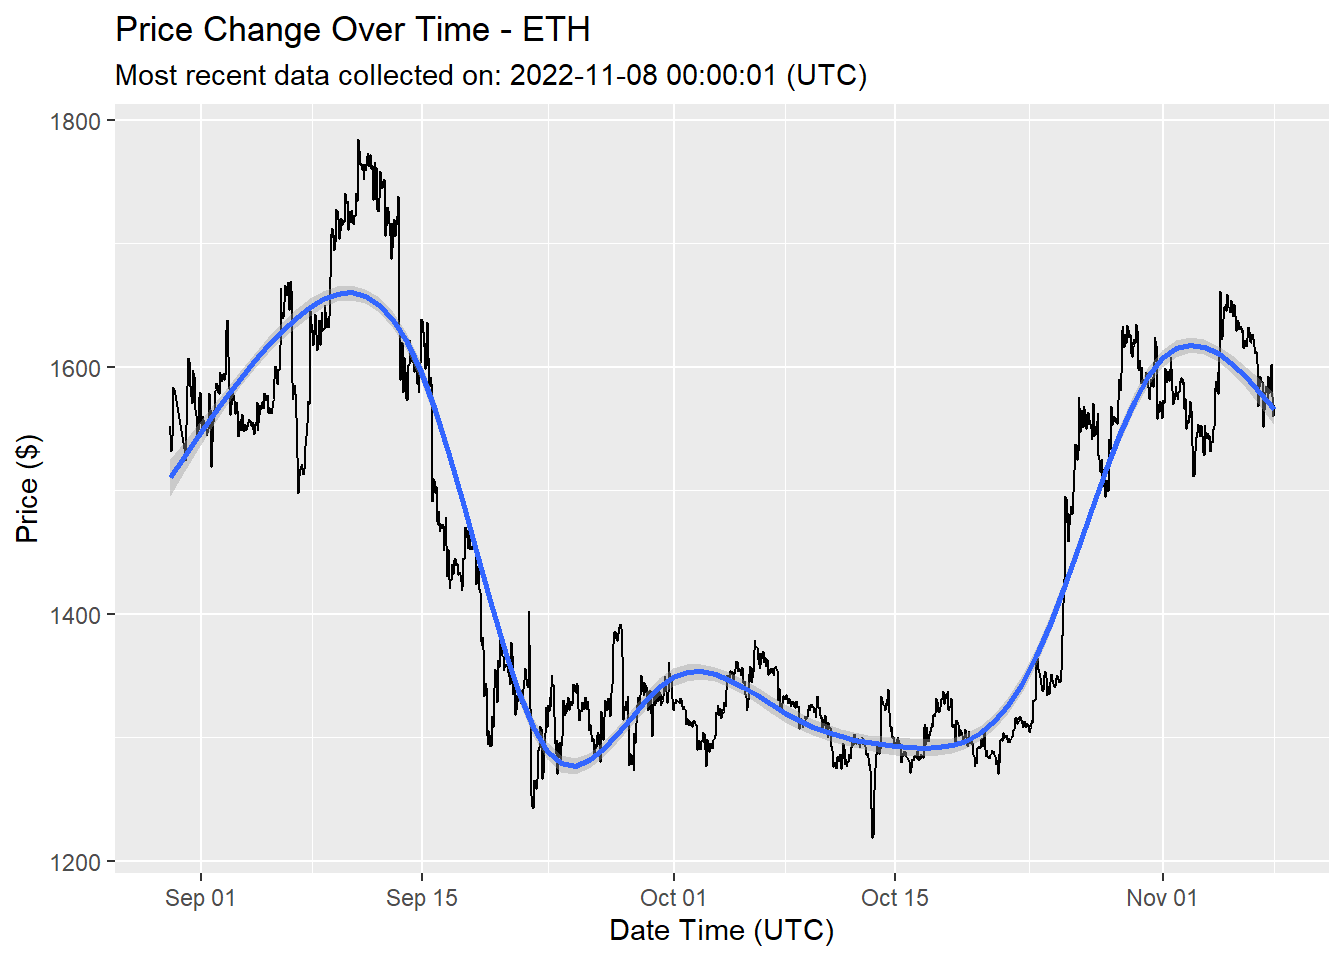 Price Change Over Time - ETH
Most recent data collected on: 2022-11-08 00:00:01 (UTC)
1800
1600
1400
1200
Price ($)
Sep 01
Sep 15
Oct 01
Oct 15
Nov 01
Date Time (UTC)